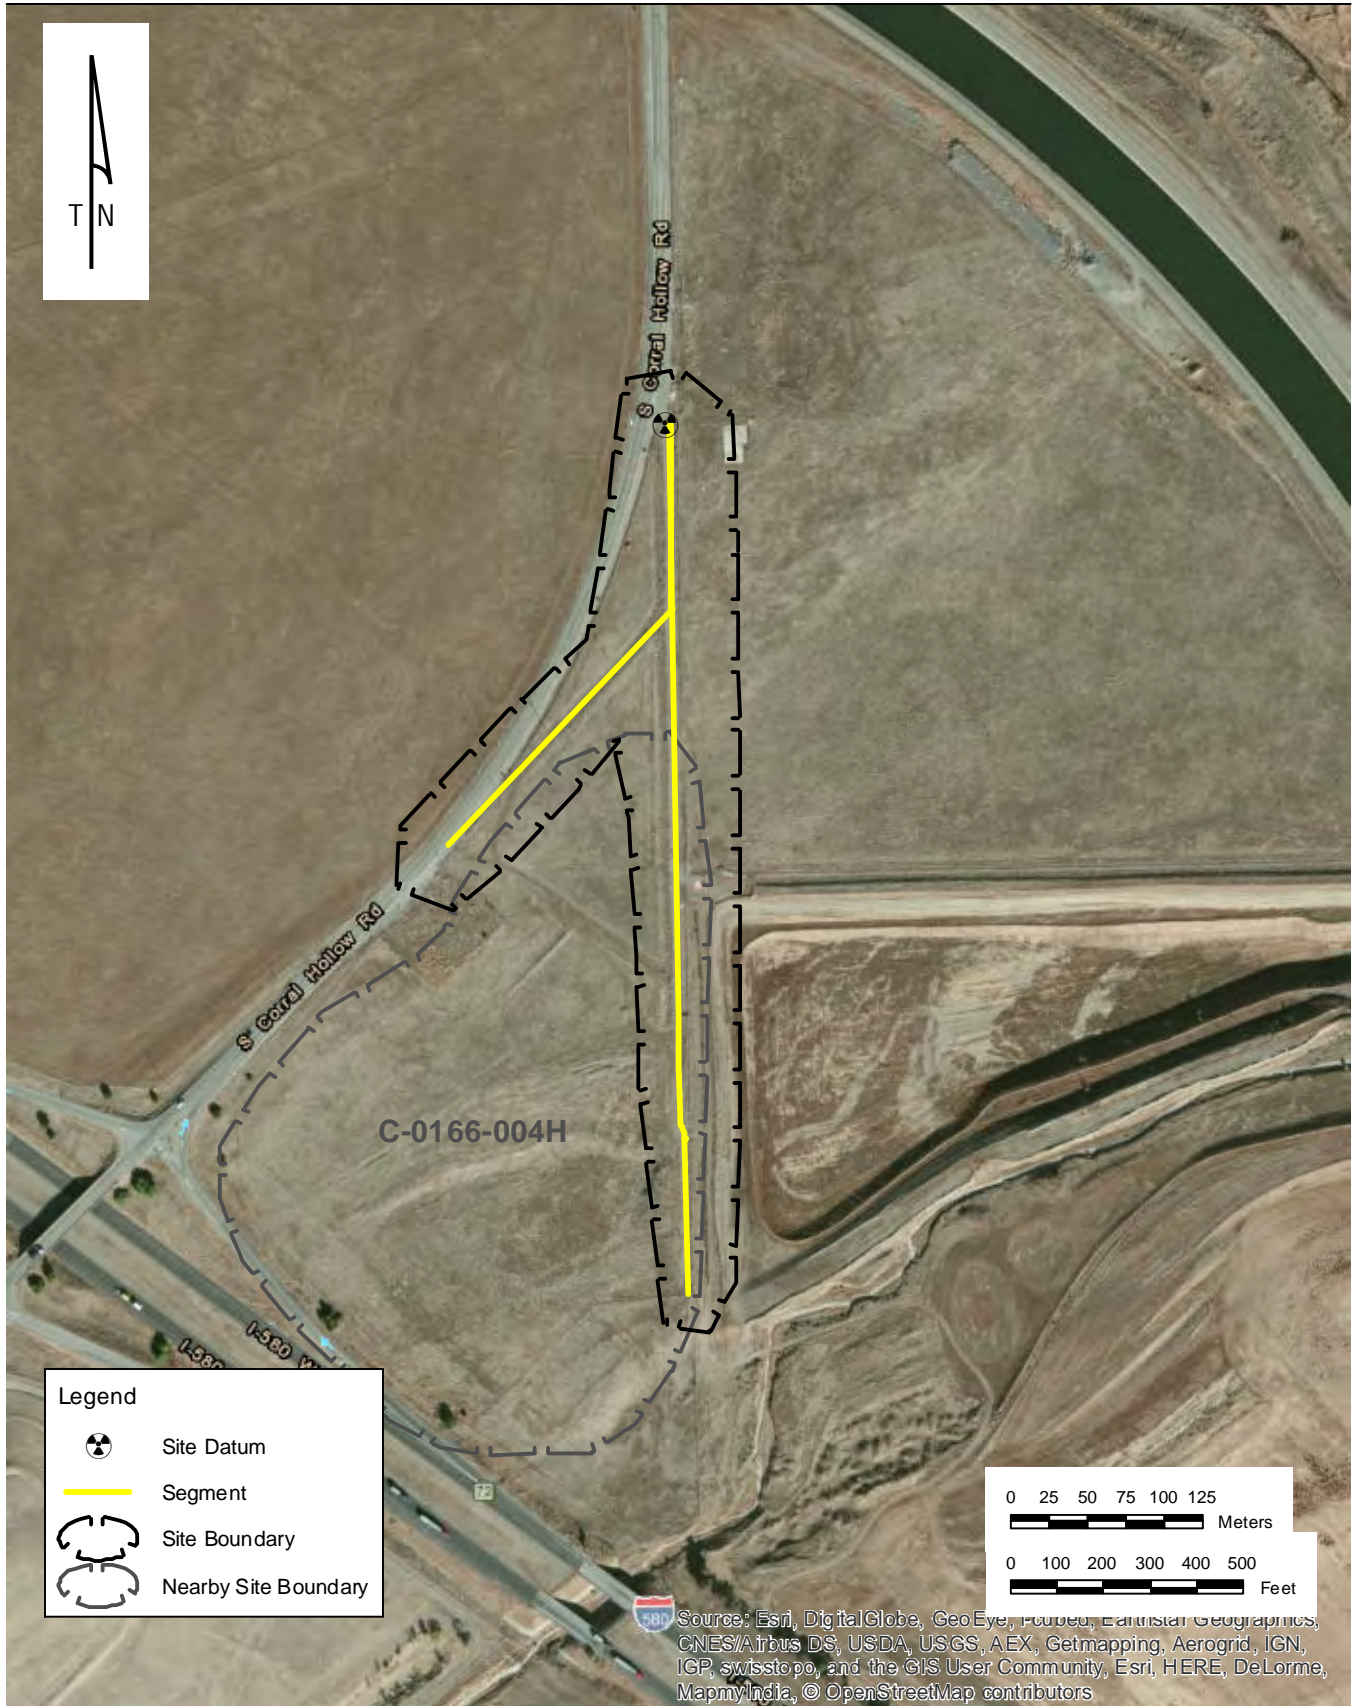 T N
S Corral Hollow Rd
S Corral Hollow Rd
C-0166-004H
I-580
I-580 W
Legend
Site Datum
Segment
Site Boundary
Nearby Site Boundary
72
0 25 50 75 100 125
Meters
0 100 200 300 400 500
Feet
580
Source: Esri, DigitalGlobe, GeoEye, i-cubed, Earthstar Geographics,
CNES/Airbus DS, USDA, USGS, AEX, Getmapping, Aerogrid, IGN,
IGP, swisstopo, and the GIS User Community, Esri, HERE, DeLorme,
MapmyIndia, © OpenStreetMap contributors